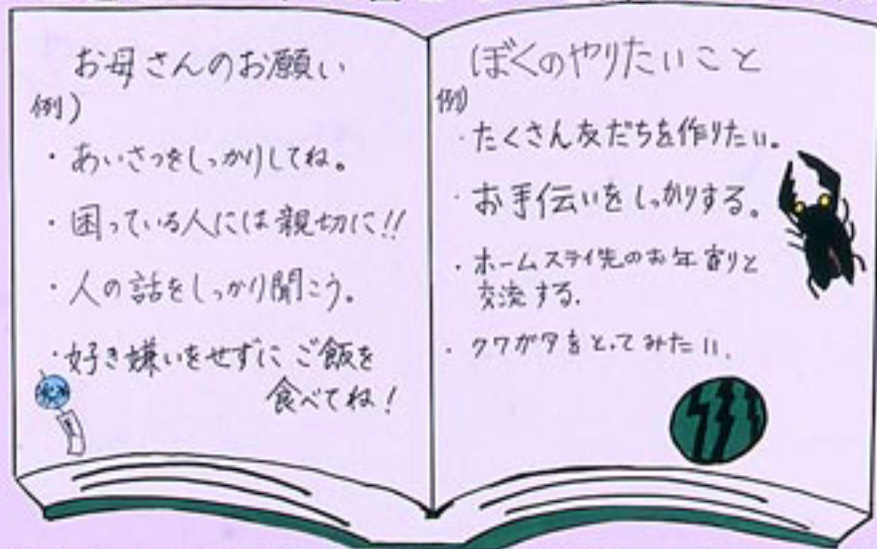 お母さんのお願い
例)
・あいさつをしっかりしてね。
・困っている人には親切に!!
・人の話をしっかり聞こう。
・好き嫌いをせずにご飯を
食べてね!
ぼくのやりたいこと
例)
・たくさん友だちを作りたい。
・お手伝いをしっかりする。
・ホームステイ先のお年寄りと
交流する.
・クワガタをとってみたい.